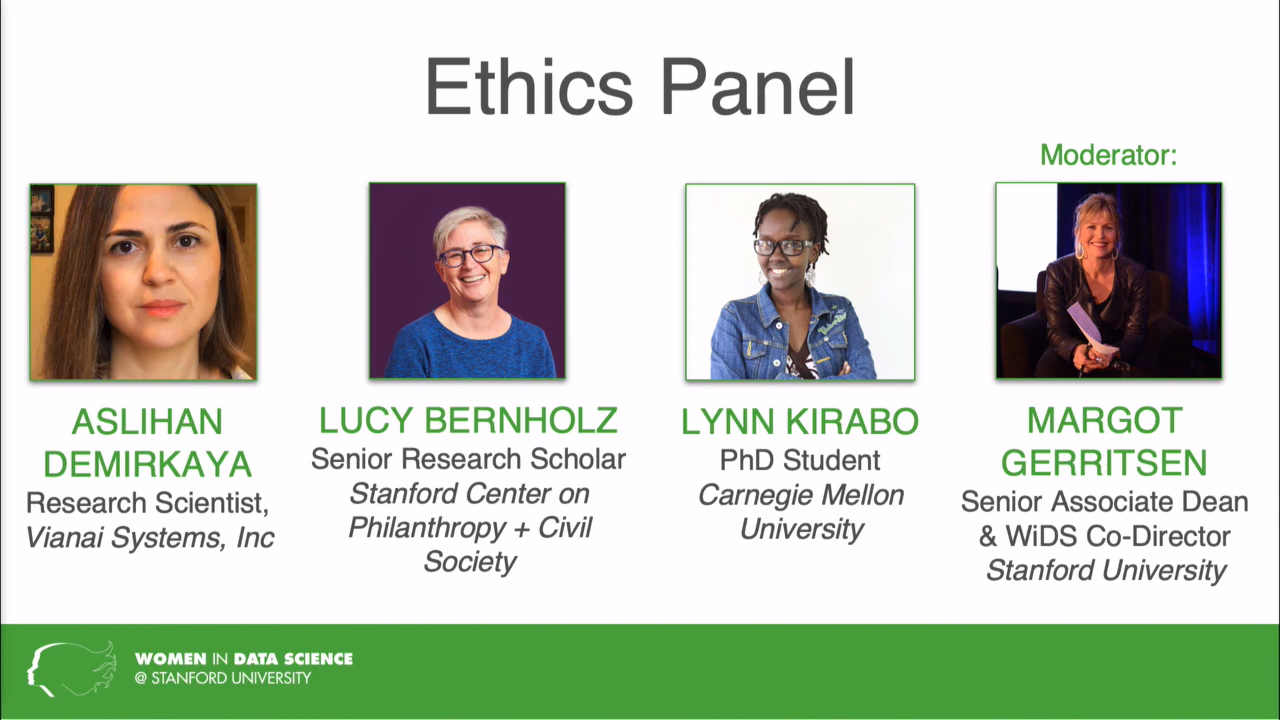 Ethics Panel
Moderator:
ASLIHAN
DEMIRKAYA
Research Scientist,
Vianai Systems, Inc
LUCY BERNHOLZ
Senior Research Scholar
Stanford Center on
Philanthropy + Civil
Society
LYNN KIRABO
PhD Student
Carnegie Mellon
University
MARGOT
GERRITSEN
Senior Associate Dean
& WiDS Co-Director
Stanford University
WOMEN IN DATA SCIENCE
@ STANFORD UNIVERSITY